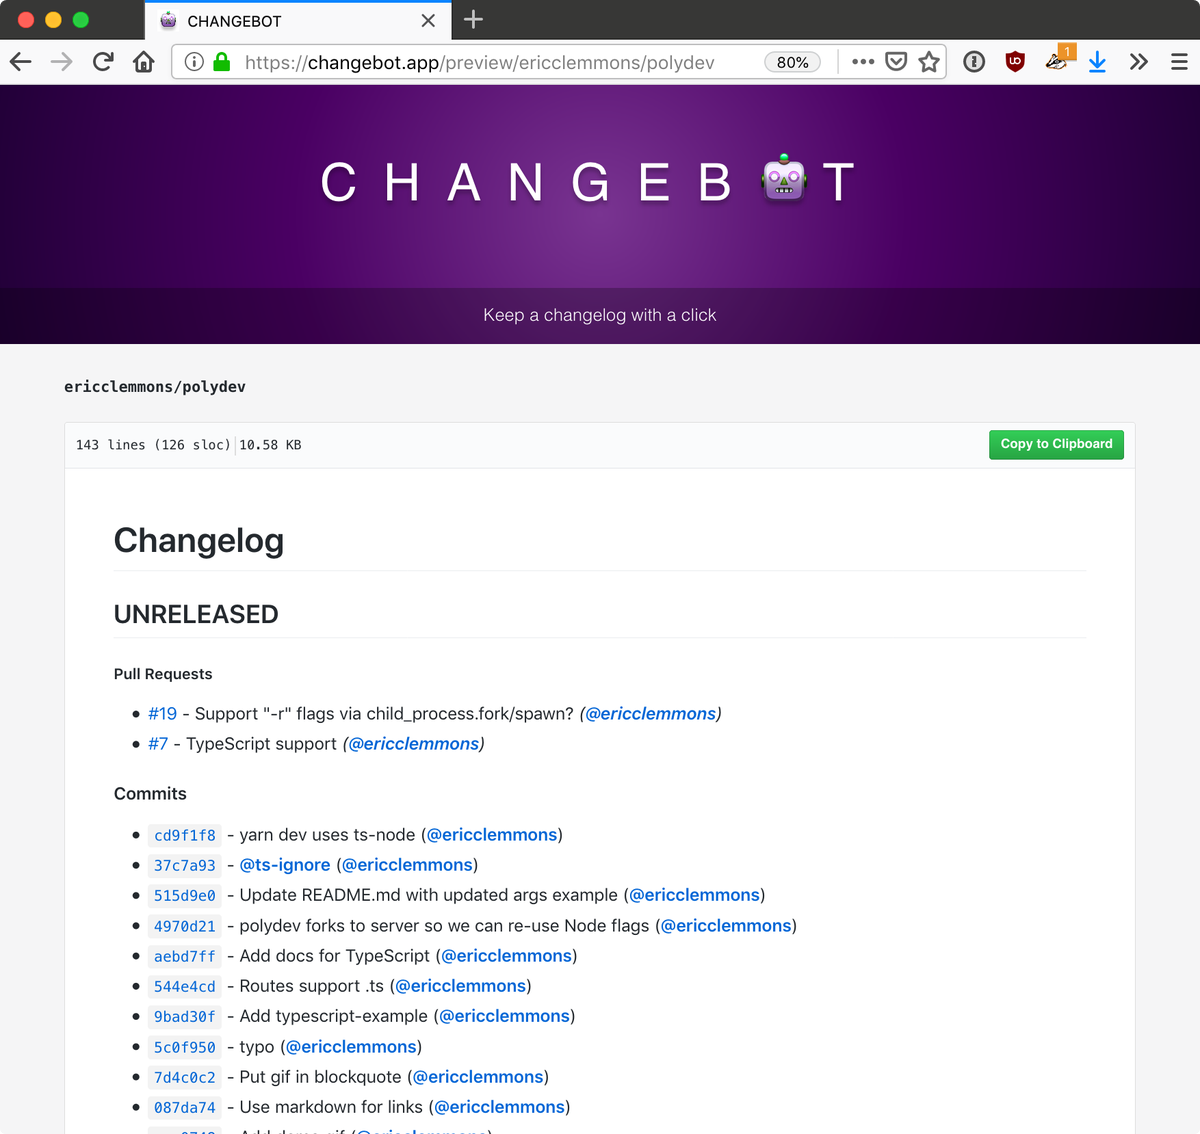 CHANGEBOT
https://changebot.app/preview/ericclemmons/polydev
80%
1
CHANGEB🤖T
Keep a changelog with a click
ericclemmons/polydev
143 lines (126 sloc) 10.58 KB
Copy to Clipboard
Changelog
UNRELEASED
Pull Requests
#19 - Support "-r" flags via child_process.fork/spawn? (@ericclemmons)
#7 - TypeScript support (@ericclemmons)
Commits
cd9f1f8 - yarn dev uses ts-node (@ericclemmons)
37c7a93 - @ts-ignore (@ericclemmons)
515d9e0 - Update README.md with updated args example (@ericclemmons)
4970d21 - polydev forks to server so we can re-use Node flags (@ericclemmons)
aebd7ff - Add docs for TypeScript (@ericclemmons)
544e4cd - Routes support .ts (@ericclemmons)
9bad30f - Add typescript-example (@ericclemmons)
5c0f950 - typo (@ericclemmons)
7d4c0c2 - Put gif in blockquote (@ericclemmons)
087da74 - Use markdown for links (@ericclemmons)